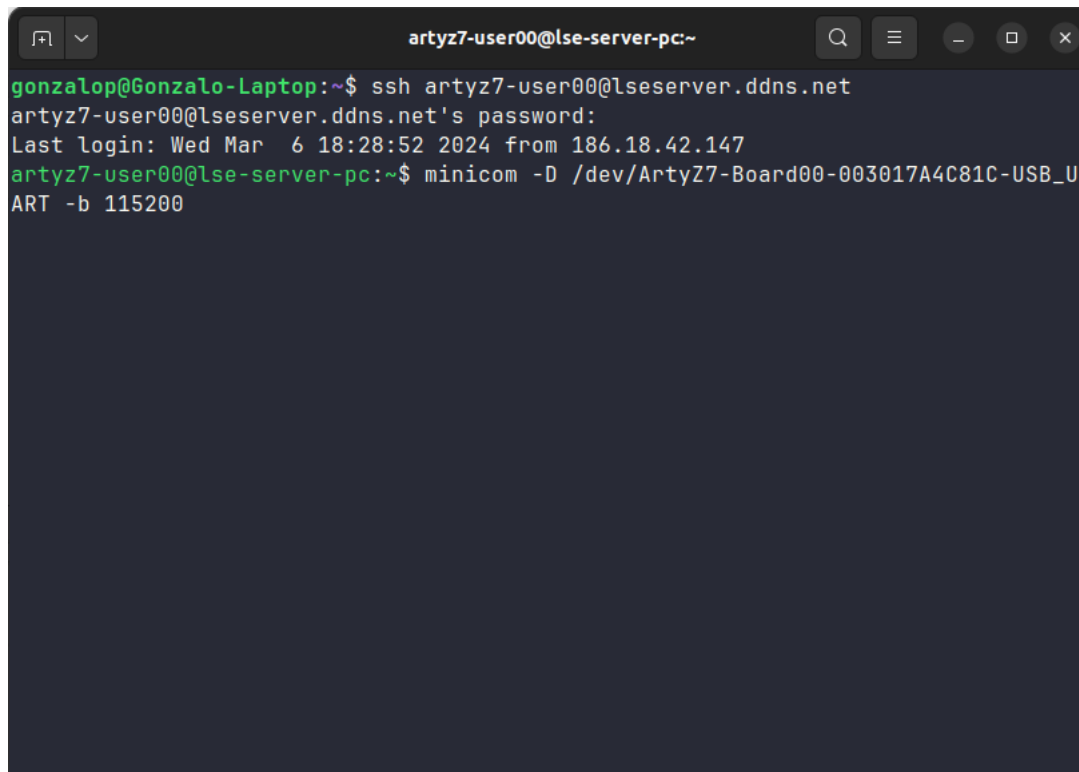 artyz7-user00@lse-server-pc:~
gonzalop@Gonzalo-Laptop:~$ ssh artyz7-user00@lseserver.ddns.net
artyz7-user00@lseserver.ddns.net's password:
Last login: Wed Mar  6 18:28:52 2024 from 186.18.42.147
artyz7-user00@lse-server-pc:~$ minicom -D /dev/ArtyZ7-Board00-003017A4C81C-USB_U
ART -b 115200